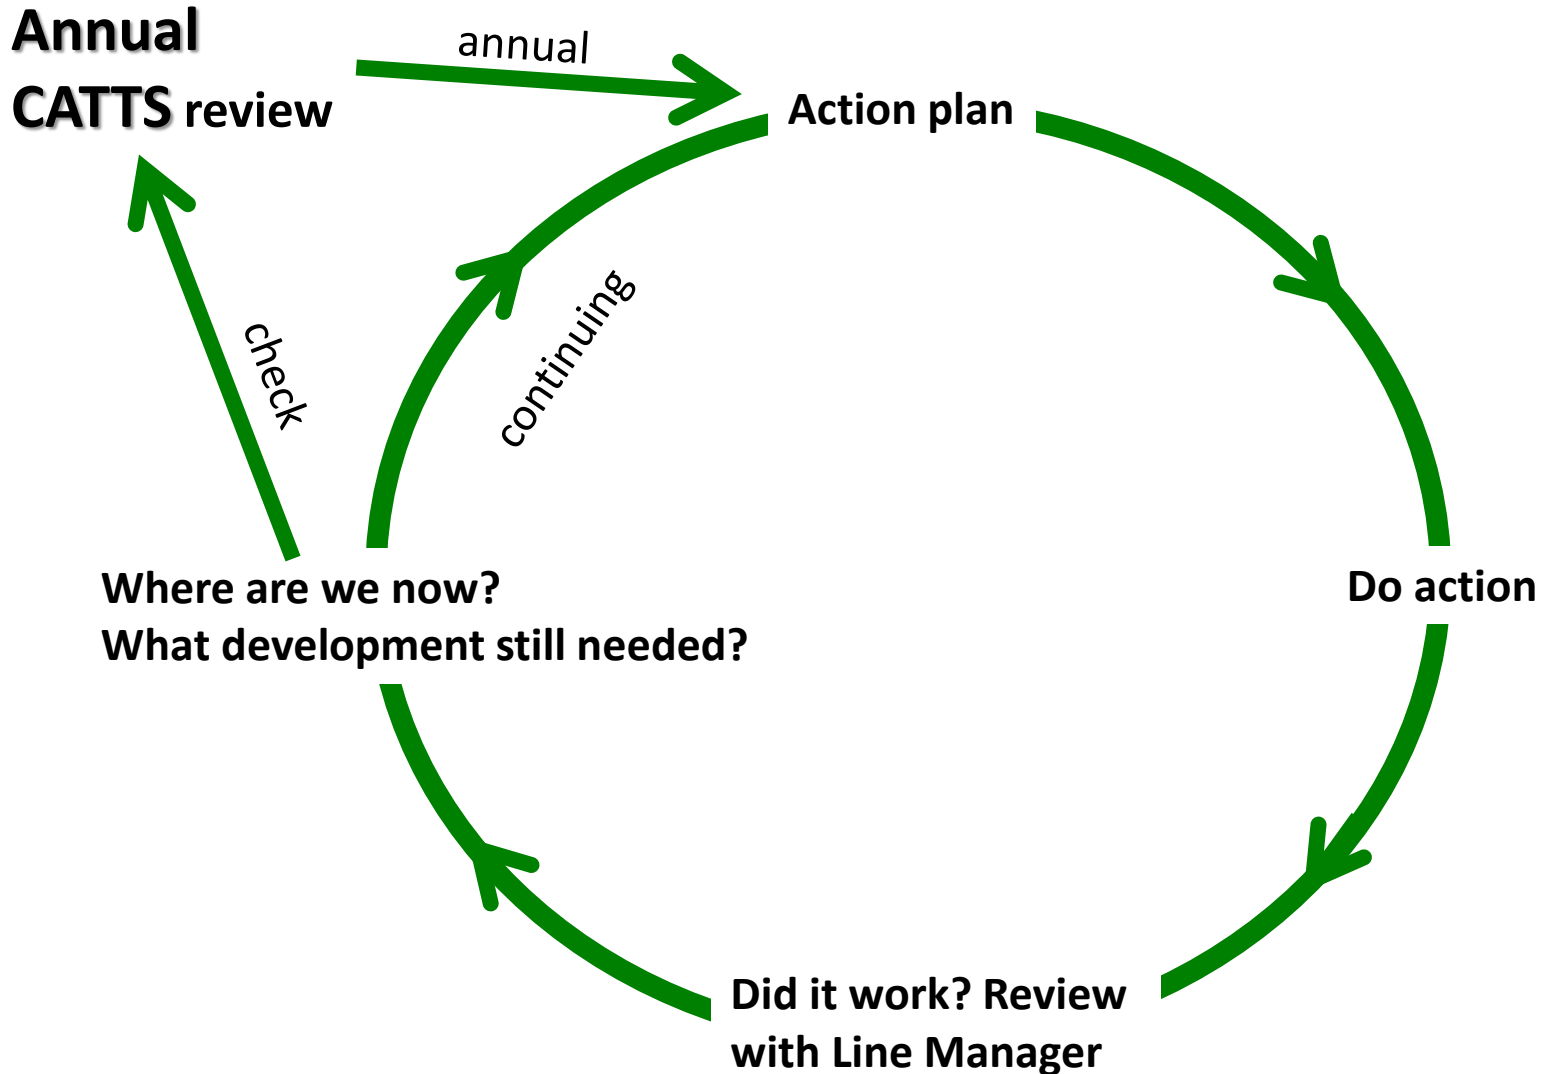 Annual
CATTS review
annual
Action plan
continuing
check
Where are we now?
What development still needed?
Do action
Did it work? Review
with Line Manager